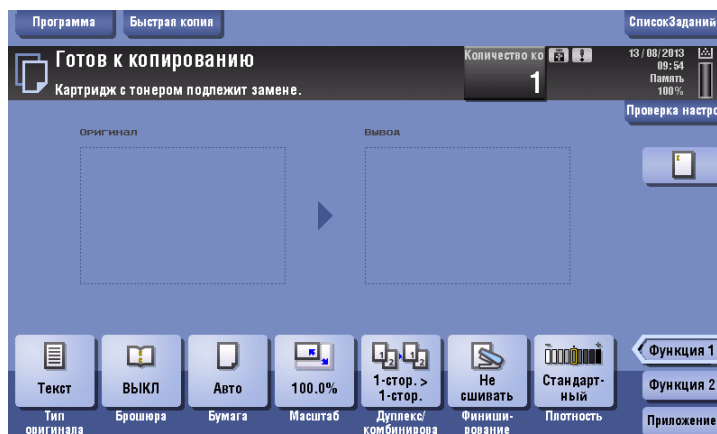 Программа
Быстрая копия
СписокЗаданий
Готов к копированию
Картридж с тонером подлежит замене.
Количество ко
1
13/08/2013
09:54
Память
100%
Проверка настро
Оригинал
Вывод
Текст
ВЫКЛ
Авто
100.0%
1-стор. >
1-стор.
Не
сшивать
Стандарт-
ный
Тип
оригинала
Брошюра
Бумага
Масштаб
Дуплекс/
комбинирова
Финиши-
рование
Плотность
Функция 1
Функция 2
Приложение